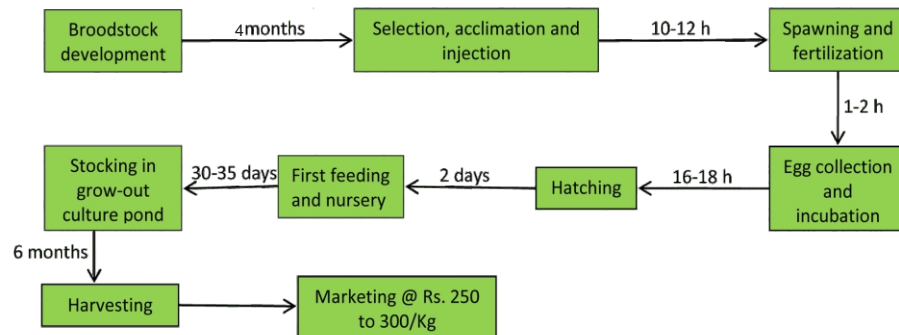 Broodstock
development
4months
Selection, acclimation and
injection
10-12 h
Spawning and
fertilization
1-2 h
Egg collection
and
incubation
16-18 h
Hatching
2 days
First feeding
and nursery
30-35 days
Stocking in
grow-out
culture pond
6 months
Harvesting
Marketing @ Rs. 250
to 300/Kg